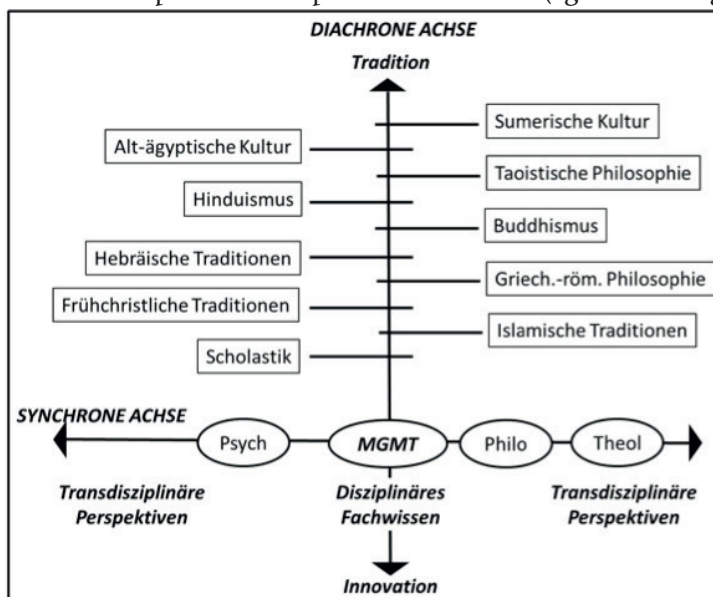 DIACHRONE ACHSE
Tradition
Sumerische Kultur
Alt-ägyptische Kultur
Taoistische Philosophie
Hinduismus
Buddhismus
Hebräische Traditionen
Griech.-röm. Philosophie
Frühchristliche Traditionen
Islamische Traditionen
Scholastik
SYNCHRONE ACHSE
Psych
MGMT
Philo
Theol
Transdisziplinäre
Perspektiven
Disziplinäres
Fachwissen
Transdisziplinäre
Perspektiven
Innovation